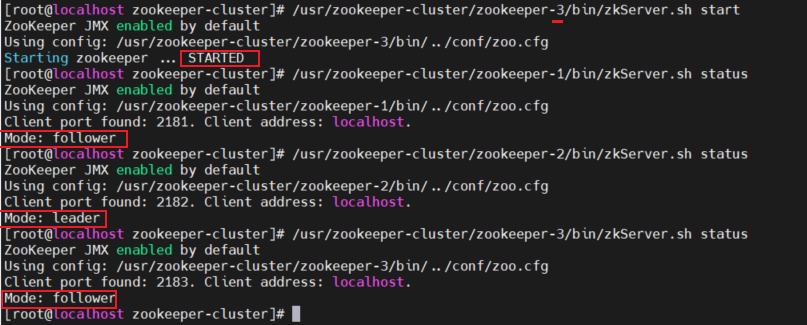 [root@localhost zookeeper-cluster]# /usr/zookeeper-cluster/zookeeper-3/bin/zkServer.sh start
ZooKeeper JMX enabled by default
Using config: /usr/zookeeper-cluster/zookeeper-3/bin/../conf/zoo.cfg
Starting zookeeper ... STARTED
[root@localhost zookeeper-cluster]# /usr/zookeeper-cluster/zookeeper-1/bin/zkServer.sh status
ZooKeeper JMX enabled by default
Using config: /usr/zookeeper-cluster/zookeeper-1/bin/../conf/zoo.cfg
Client port found: 2181. Client address: localhost.
Mode: follower
[root@localhost zookeeper-cluster]# /usr/zookeeper-cluster/zookeeper-2/bin/zkServer.sh status
ZooKeeper JMX enabled by default
Using config: /usr/zookeeper-cluster/zookeeper-2/bin/../conf/zoo.cfg
Client port found: 2182. Client address: localhost.
Mode: leader
[root@localhost zookeeper-cluster]# /usr/zookeeper-cluster/zookeeper-3/bin/zkServer.sh status
ZooKeeper JMX enabled by default
Using config: /usr/zookeeper-cluster/zookeeper-3/bin/../conf/zoo.cfg
Client port found: 2183. Client address: localhost.
Mode: follower
[root@localhost zookeeper-cluster]#